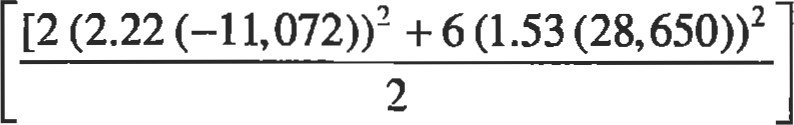 [ [2 (2.22 (−11,072))² + 6 (1.53 (28,650))²
2 ]